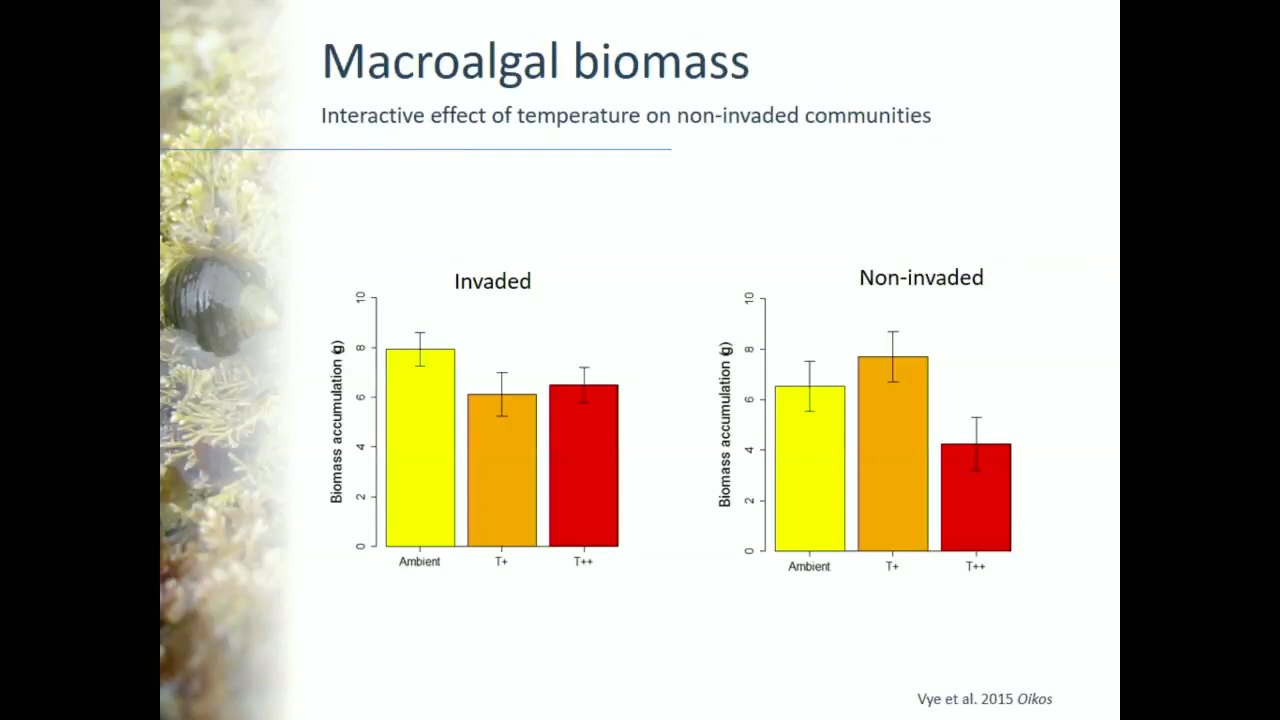 Macroalgal biomass
Interactive effect of temperature on non-invaded communities
Invaded
Biomass accumulation (g)
10
8
6
4
2
0
Ambient T+ T++
Non-invaded
Biomass accumulation (g)
10
8
6
4
2
0
Ambient T+ T++
Vye et al. 2015 Oikos